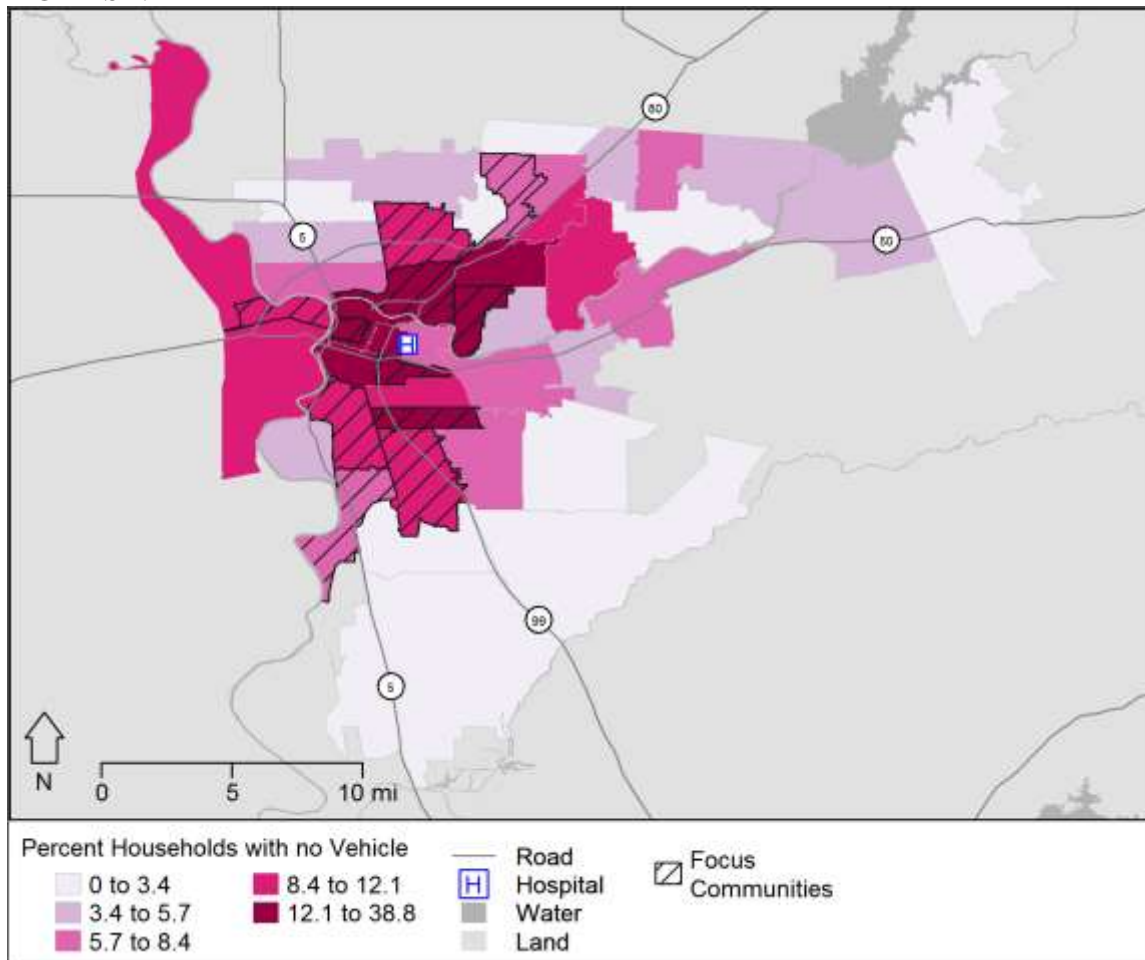 80
5
50
99
5
N
0 5 10 mi
Percent Households with no Vehicle
0 to 3.4
3.4 to 5.7
5.7 to 8.4
8.4 to 12.1
12.1 to 38.8
Road
H Hospital
Water
Land
Focus
Communities